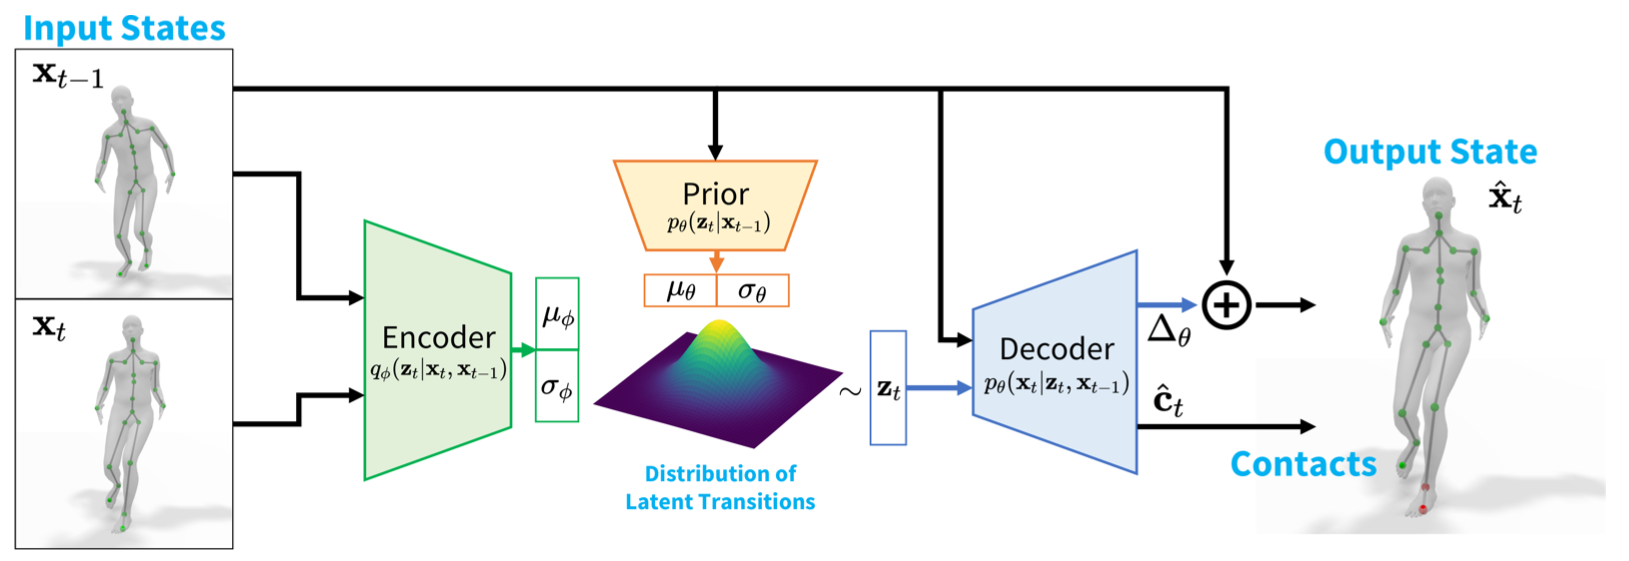 Input States
x_{t−1}
x_t
Encoder
q_ϕ(z_t|x_t, x_{t−1})
μ_ϕ
σ_ϕ
Prior
p_θ(z_t|x_{t−1})
μ_θ σ_θ
Distribution of
Latent Transitions
∼ z_t
Decoder
p_θ(x_t|z_t, x_{t−1})
Δ_θ
+
ĉ_t
Contacts
Output State
x̂_t